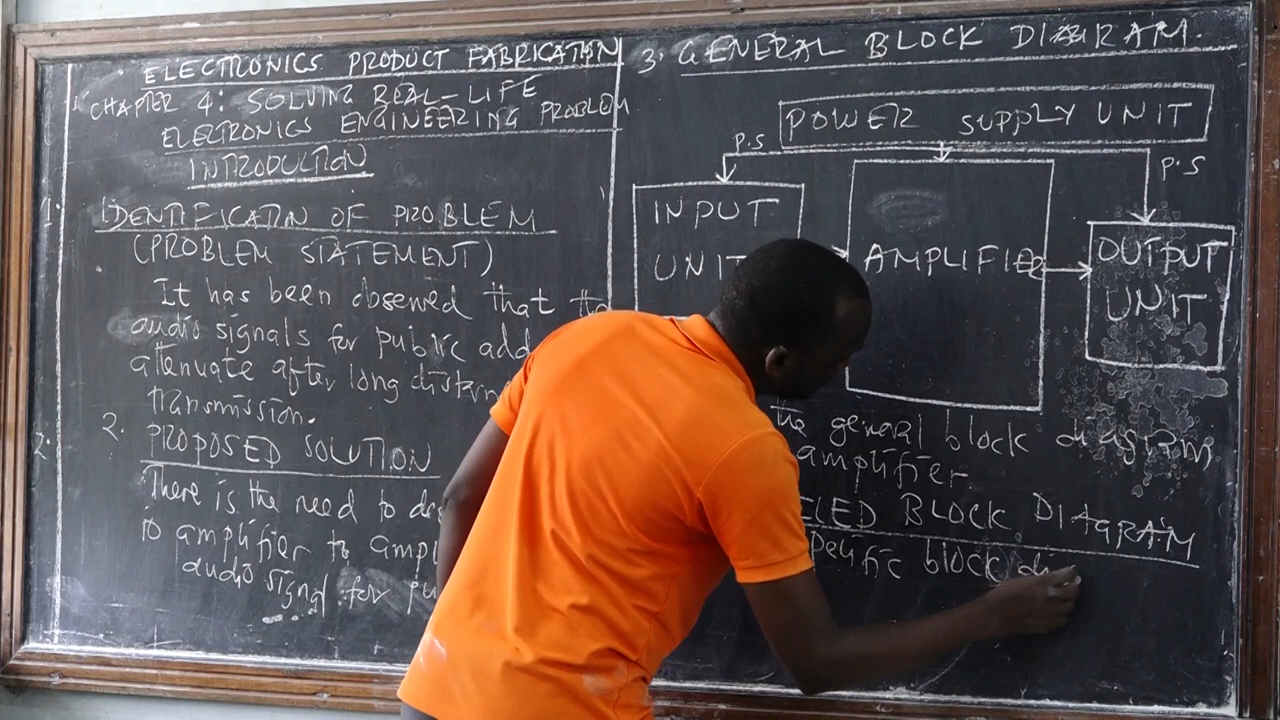 ELECTRONICS PRODUCT FABRICATION
CHAPTER 4: SOLVING REAL-LIFE
ELECTRONICS ENGINEERING PROBLEM
INTRODUCTION
1. IDENTIFICATION OF PROBLEM
(PROBLEM STATEMENT)
It has been observed that the
audio signals for public add
attenuate after long distan
transmission.
2. 2. PROPOSED SOLUTION
There is the need to des
amplifier to ampl
audio signal for pu
3. GENERAL BLOCK DIAGRAM.
POWER SUPPLY UNIT
P.S
P.S
INPUT
UNIT
AMPLIFIER
OUTPUT
UNIT
the general block diagrams
amplifier.
LED BLOCK DIAGRAM
pecific block di